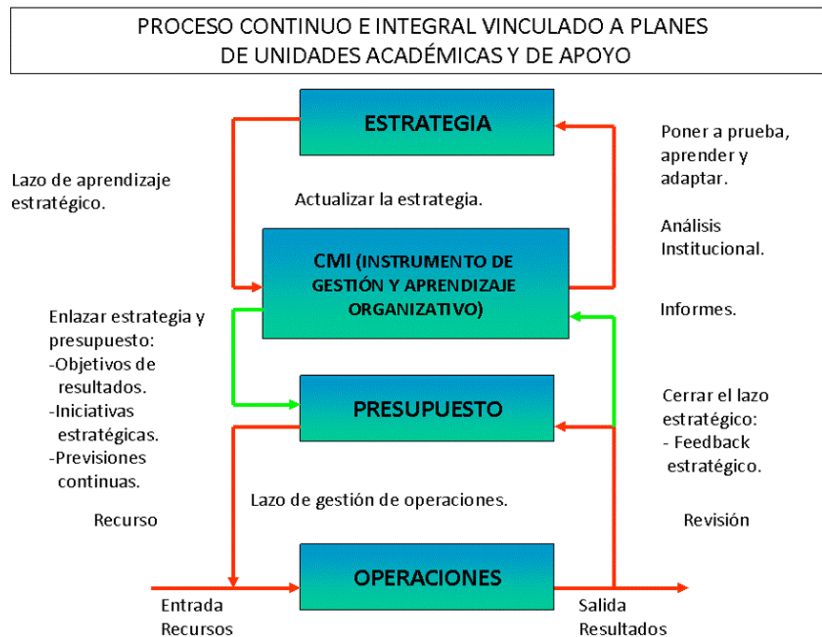 PROCESO CONTINUO E INTEGRAL VINCULADO A PLANES
DE UNIDADES ACADÉMICAS Y DE APOYO
ESTRATEGIA
Poner a prueba,
aprender y
adaptar.
Lazo de aprendizaje
estratégico.
Actualizar la estrategia.
Análisis
Institucional.
CMI (INSTRUMENTO DE
GESTIÓN Y APRENDIZAJE
ORGANIZATIVO)
Informes.
Enlazar estrategia y
presupuesto:
-Objetivos de
resultados.
-Iniciativas
estratégicas.
-Previsiones
continuas.
PRESUPUESTO
Cerrar el lazo
estratégico:
- Feedback
estratégico.
Lazo de gestión de operaciones.
Recurso
Revisión
OPERACIONES
Entrada
Recursos
Salida
Resultados